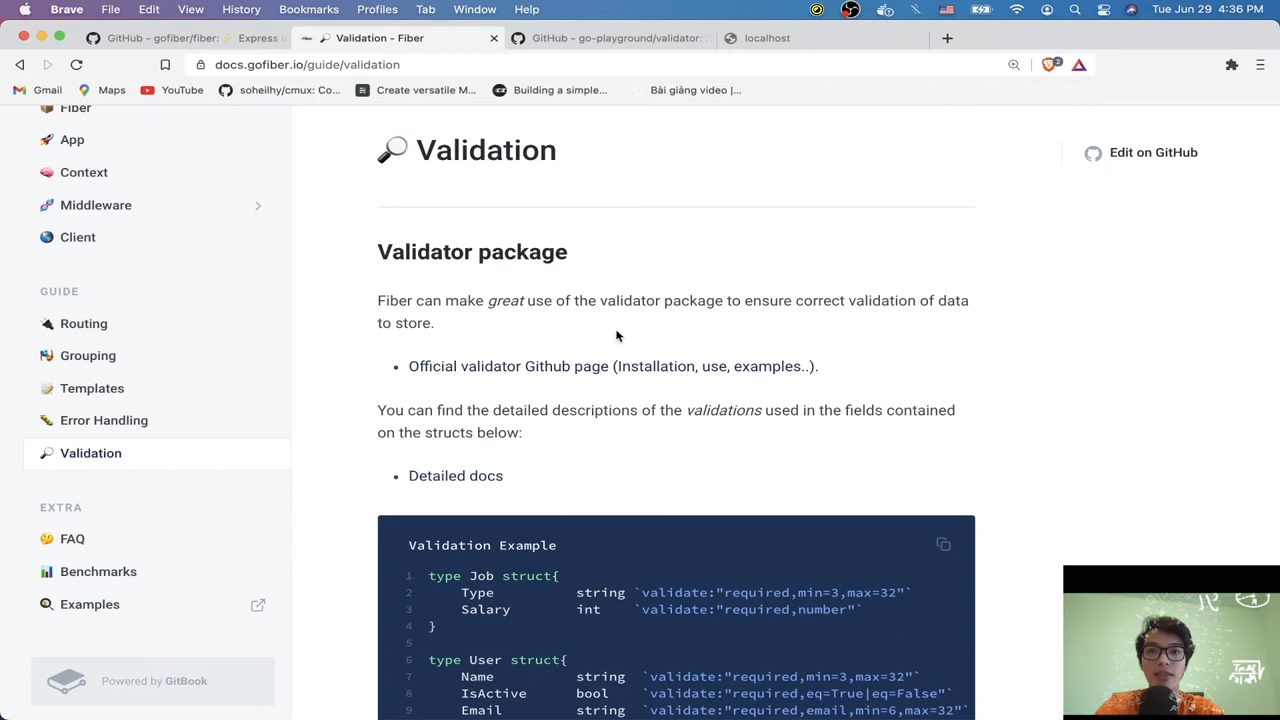 Brave File Edit View History Bookmarks Profiles Tab Window Help Tue Jun 29 4:36 PM
GitHub - gofiber/fiber: ⚡ Express
Validation - Fiber
GitHub - go-playground/validator:
localhost
docs.gofiber.io/guide/validation
2
Gmail Maps YouTube soheilhy/cmux: Co... Create versatile M... Building a simple... Bài giảng video |...
Fiber
App
Context
Middleware
Client
GUIDE
Routing
Grouping
Templates
Error Handling
Validation
EXTRA
FAQ
Benchmarks
Examples
Powered by GitBook
Validation
Edit on GitHub
Validator package
Fiber can make great use of the validator package to ensure correct validation of data
to store.
• Official validator Github page (Installation, use, examples..).
You can find the detailed descriptions of the validations used in the fields contained
on the structs below:
• Detailed docs
Validation Example
1 type Job struct{
2 Type string `validate:"required,min=3,max=32"`
3 Salary int `validate:"required,number"`
4 }
5
6 type User struct{
7 Name string `validate:"required,min=3,max=32"`
8 IsActive bool `validate:"required,eq=True|eq=False"`
9 Email string `validate:"required,email,min=6,max=32"`